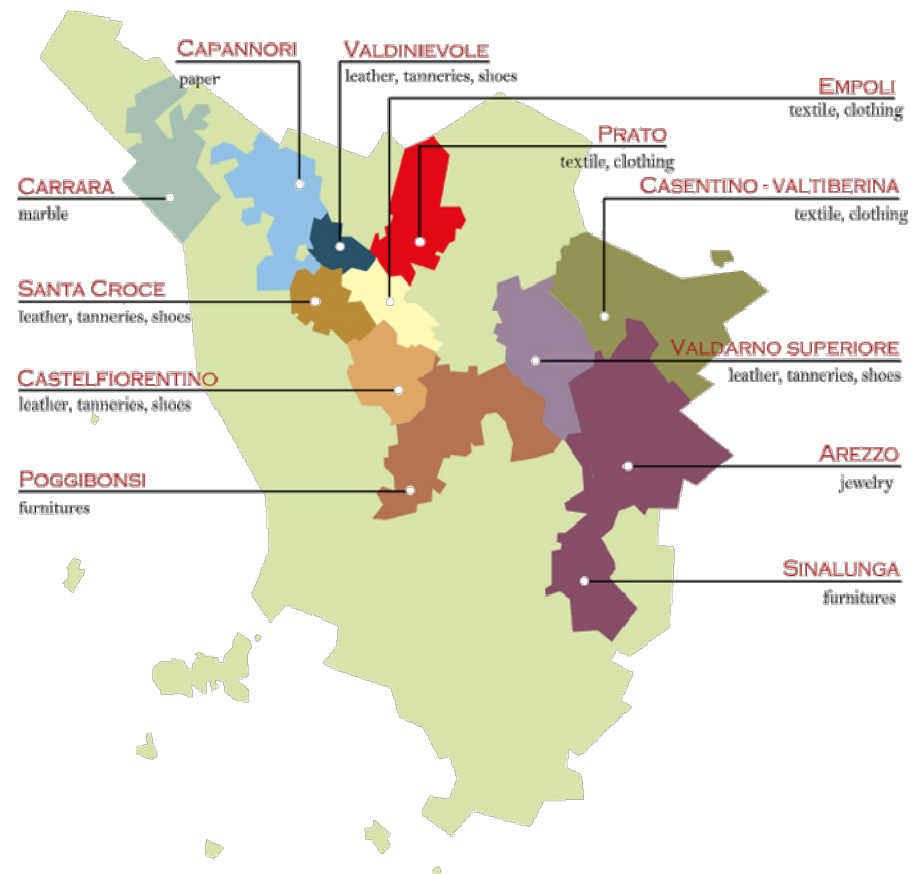 CAPANNORI
paper
VALDINIEVOLE
leather, tanneries, shoes
EMPOLI
textile, clothing
PRATO
textile, clothing
CARRARA
marble
CASENTINO - VALTIBERINA
textile, clothing
SANTA CROCE
leather, tanneries, shoes
VALDARNO SUPERIORE
leather, tanneries, shoes
CASTELFIORENTINO
leather, tanneries, shoes
AREZZO
jewelry
POGGIBONSI
furnitures
SINALUNGA
furnitures